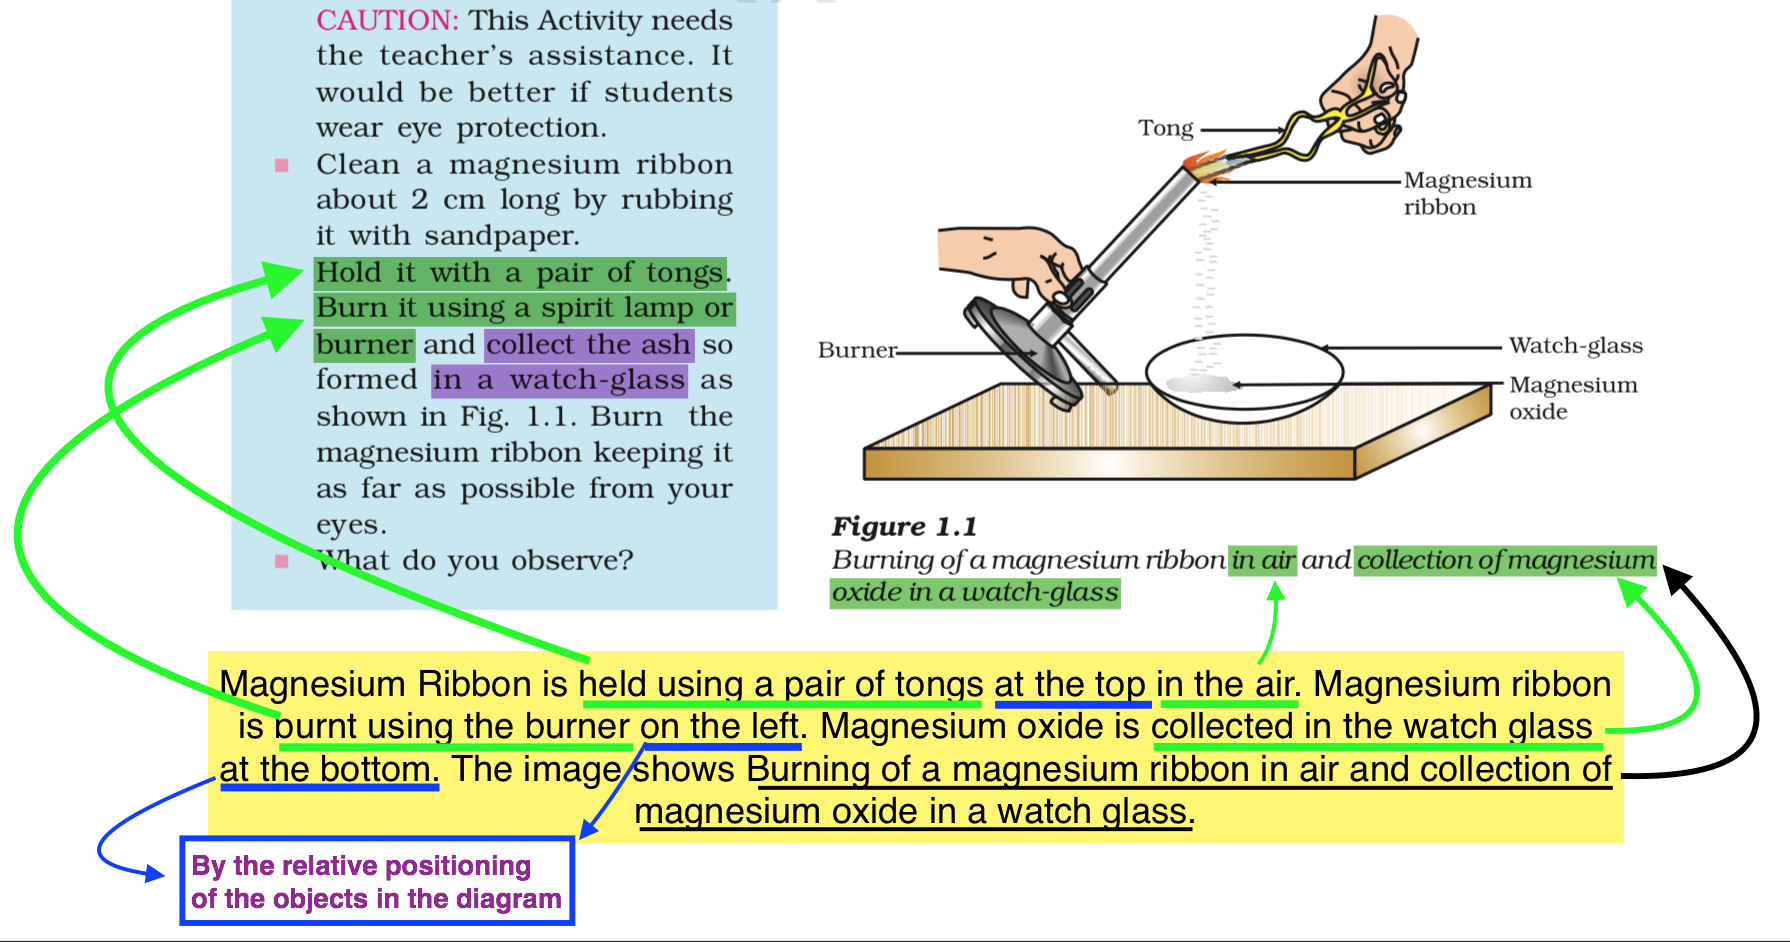 CAUTION: This Activity needs
the teacher's assistance. It
would be better if students
wear eye protection.
Clean a magnesium ribbon
about 2 cm long by rubbing
it with sandpaper.
Hold it with a pair of tongs.
Burn it using a spirit lamp or
burner and collect the ash so
formed in a watch-glass as
shown in Fig. 1.1. Burn the
magnesium ribbon keeping it
as far as possible from your
eyes.
What do you observe?
Tong
Magnesium
ribbon
Burner
Watch-glass
Magnesium
oxide
Figure 1.1
Burning of a magnesium ribbon in air and collection of magnesium
oxide in a watch-glass
Magnesium Ribbon is held using a pair of tongs at the top in the air. Magnesium ribbon
is burnt using the burner on the left. Magnesium oxide is collected in the watch glass
at the bottom. The image shows Burning of a magnesium ribbon in air and collection of
magnesium oxide in a watch glass.
By the relative positioning
of the objects in the diagram